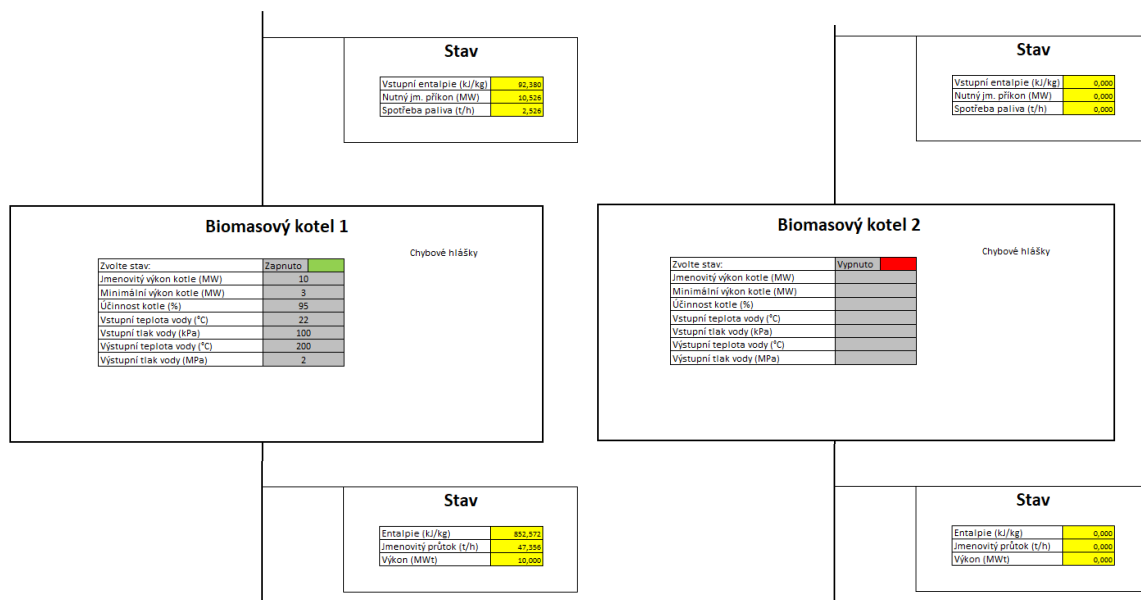 Stav
Vstupní entalpie (kJ/kg) 92,380
Nutný jm. příkon (MW) 10,526
Spotřeba paliva (t/h) 2,526
Stav
Vstupní entalpie (kJ/kg) 0,000
Nutný jm. příkon (MW) 0,000
Spotřeba paliva (t/h) 0,000
Biomasový kotel 1
Chybové hlášky
Zvolte stav: Zapnuto
Jmenovitý výkon kotle (MW) 10
Minimální výkon kotle (MW) 3
Účinnost kotle (%) 95
Vstupní teplota vody (°C) 22
Vstupní tlak vody (kPa) 100
Výstupní teplota vody (°C) 200
Výstupní tlak vody (MPa) 2
Biomasový kotel 2
Chybové hlášky
Zvolte stav: Vypnuto
Jmenovitý výkon kotle (MW)
Minimální výkon kotle (MW)
Účinnost kotle (%)
Vstupní teplota vody (°C)
Vstupní tlak vody (kPa)
Výstupní teplota vody (°C)
Výstupní tlak vody (MPa)
Stav
Entalpie (kJ/kg) 852,572
Jmenovitý průtok (t/h) 47,356
Výkon (MWt) 10,000
Stav
Entalpie (kJ/kg) 0,000
Jmenovitý průtok (t/h) 0,000
Výkon (MWt) 0,000